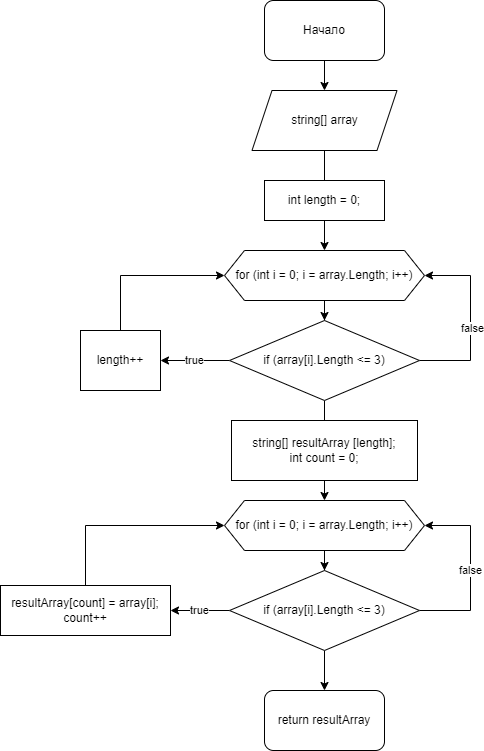 Начало
string[] array
int length = 0;
for (int i = 0; i = array.Length; i++)
false
length++
true
if (array[i].Length <= 3)
string[] resultArray [length];
int count = 0;
for (int i = 0; i = array.Length; i++)
false
resultArray[count] = array[i];
count++
true
if (array[i].Length <= 3)
return resultArray